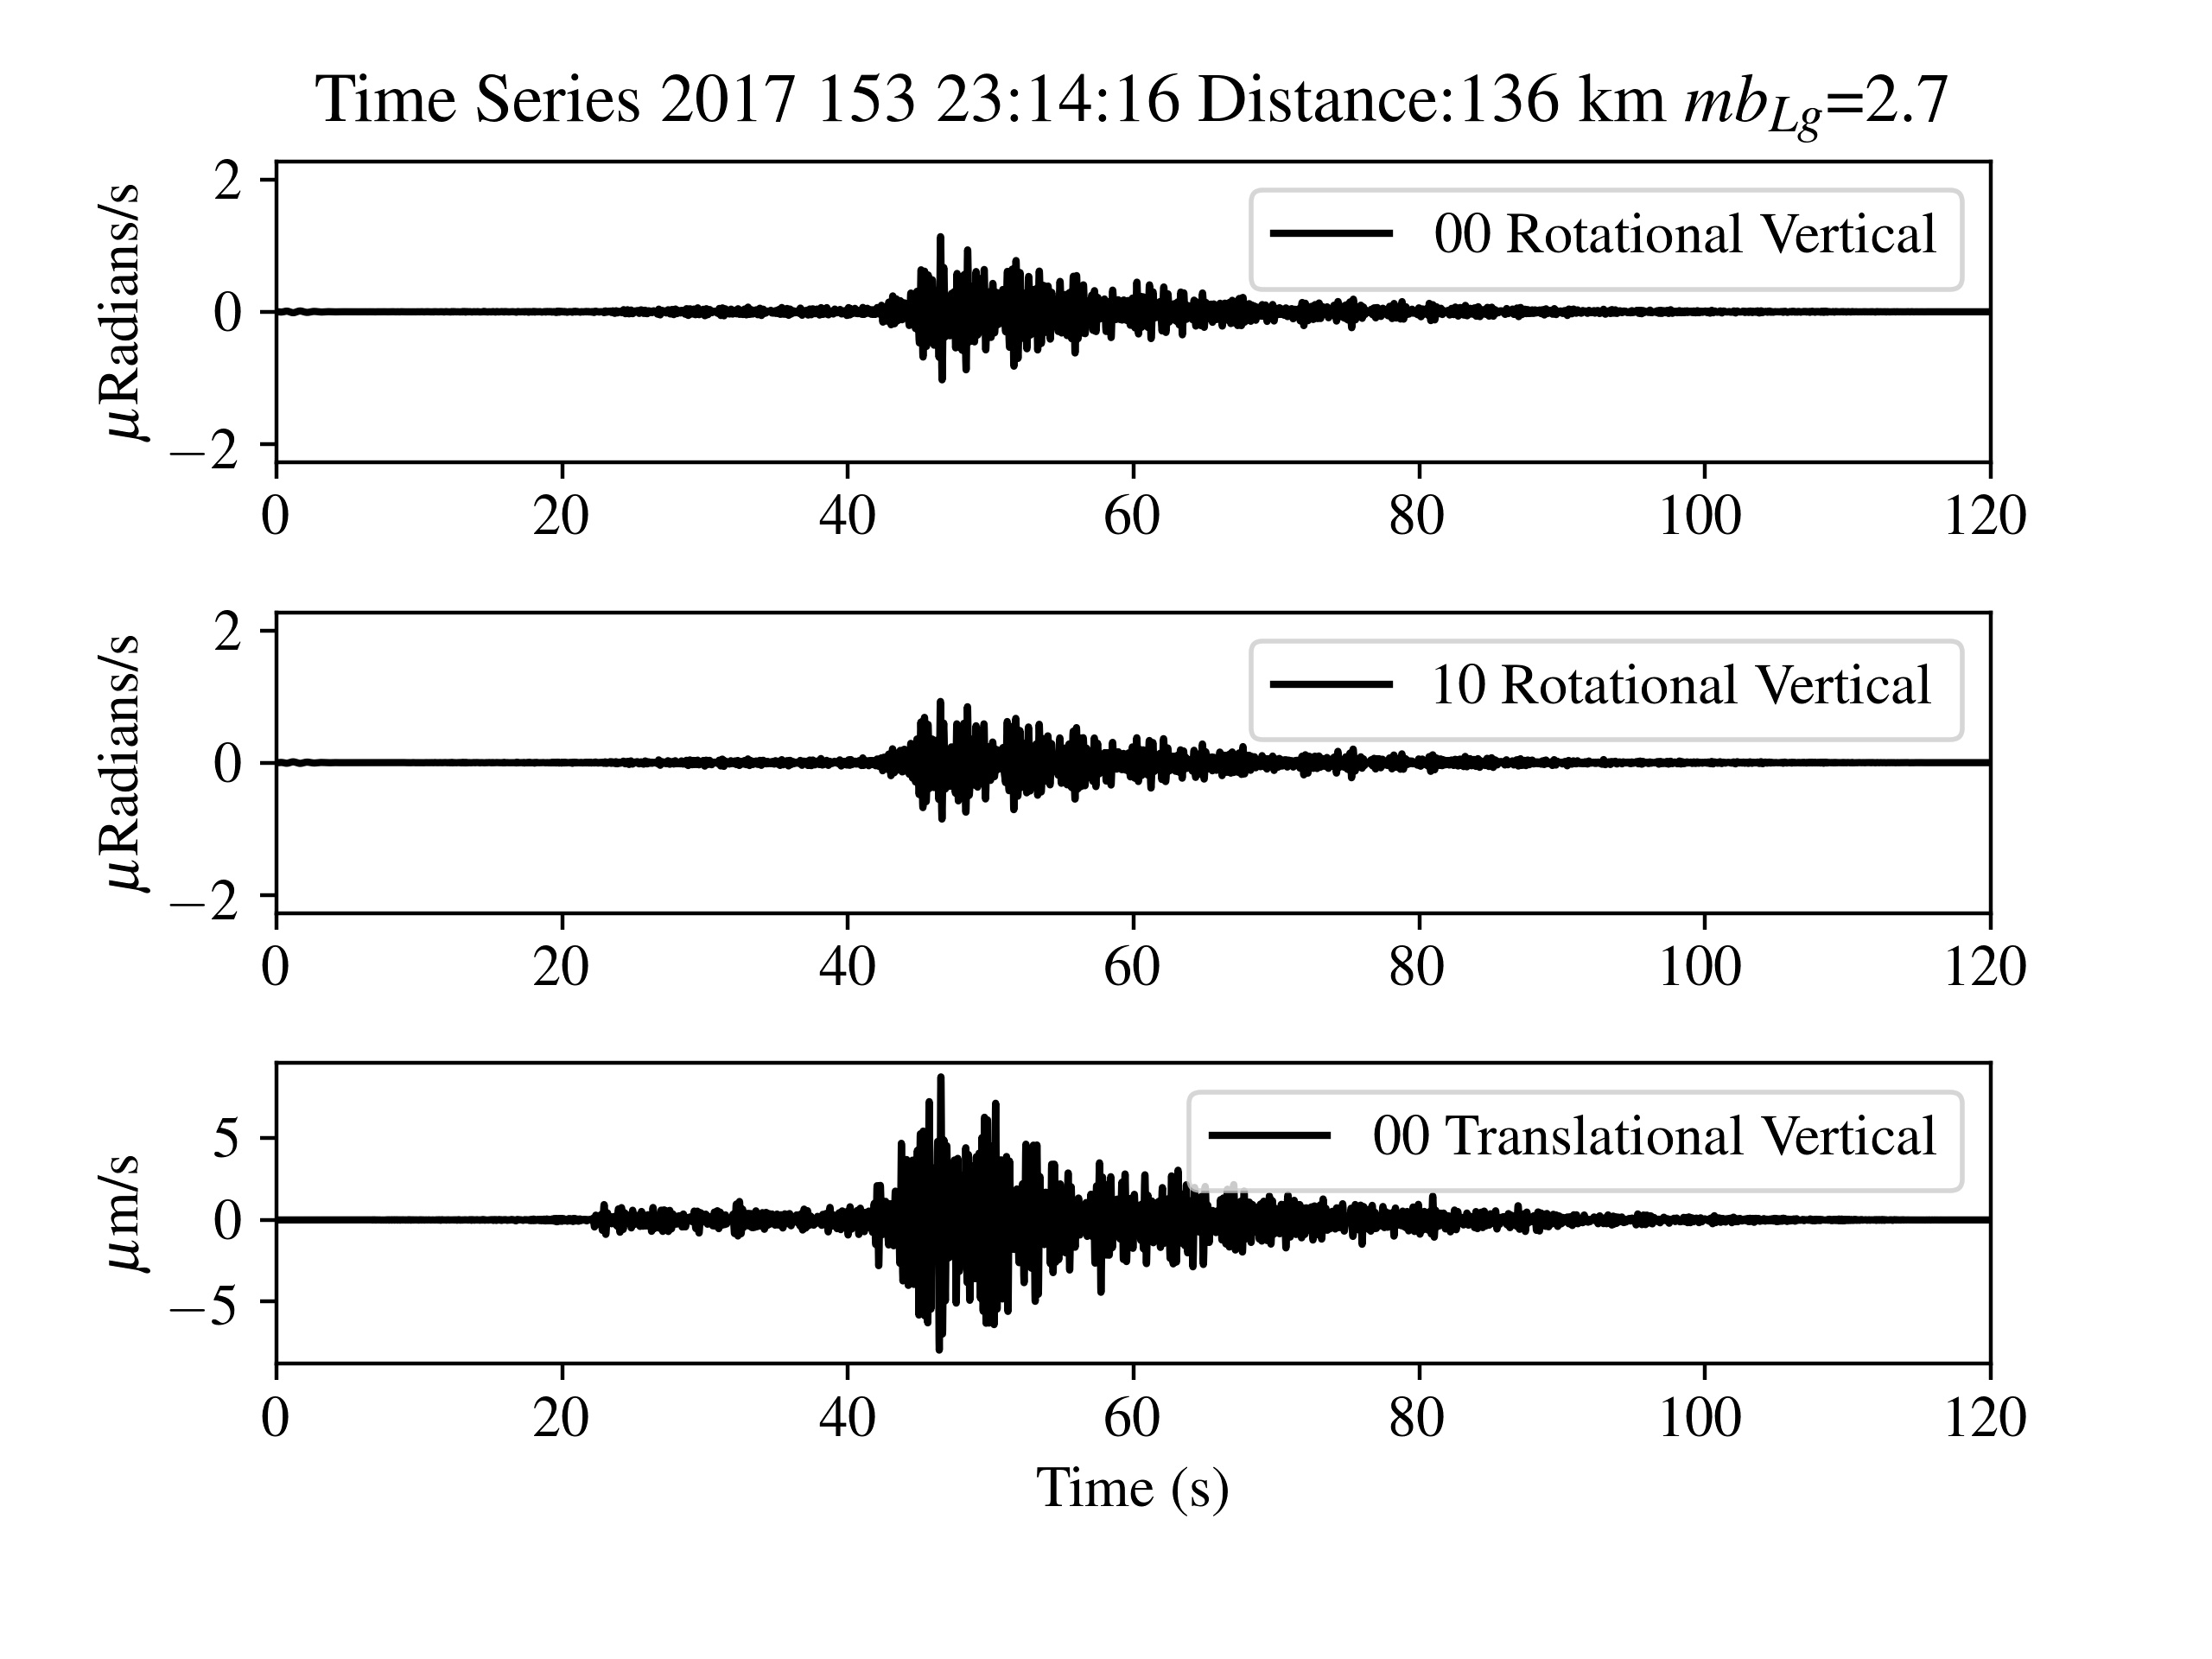 Time Series 2017 153 23:14:16 Distance:136 km mb_Lg=2.7
μRadians/s
2
0
−2
00 Rotational Vertical
0 20 40 60 80 100 120
μRadians/s
2
0
−2
10 Rotational Vertical
0 20 40 60 80 100 120
μm/s
5
0
−5
00 Translational Vertical
0 20 40 60 80 100 120
Time (s)